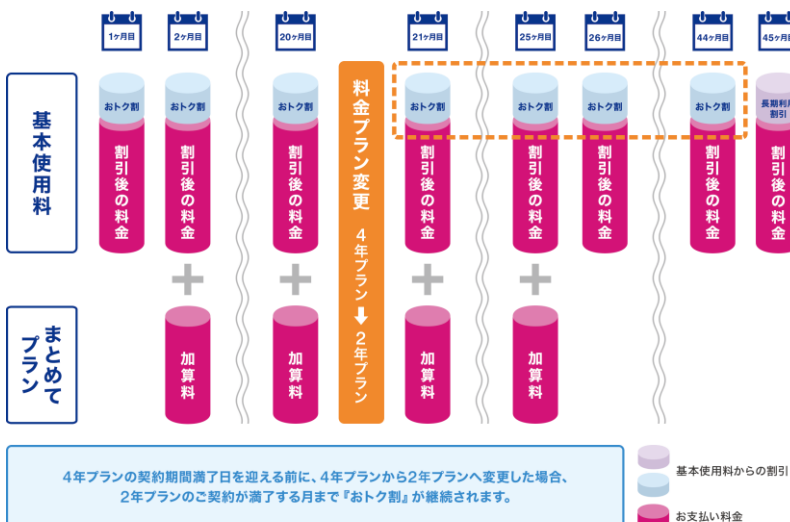 1ヶ月目
2ヶ月目
20ヶ月目
21ヶ月目
25ヶ月目
26ヶ月目
44ヶ月目
45ヶ月目
基本使用料
おトク割
おトク割
おトク割
おトク割
おトク割
おトク割
おトク割
長期利用
割引
割引後の料金
割引後の料金
割引後の料金
割引後の料金
割引後の料金
割引後の料金
割引後の料金
割引後の料金
料金プラン変更 4年プラン
2年プラン
まとめて
プラン
加算料
加算料
加算料
加算料
4年プランの契約期間満了日を迎える前に、4年プランから2年プランへ変更した場合、
2年プランのご契約が満了する月まで『おトク割』が継続されます。
基本使用料からの割引
お支払い料金